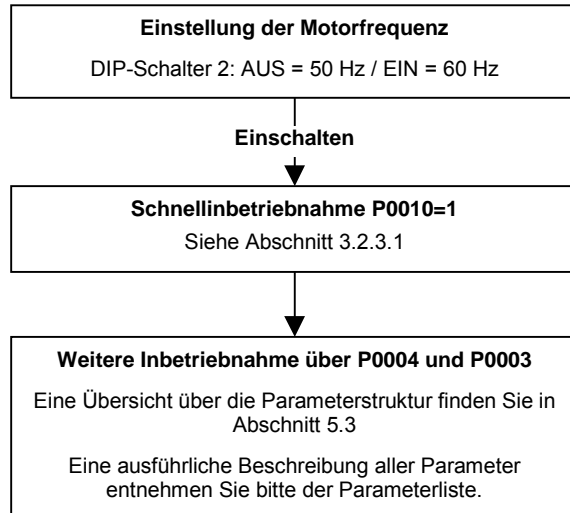 Einstellung der Motorfrequenz
DIP-Schalter 2: AUS = 50 Hz / EIN = 60 Hz
Einschalten
Schnellinbetriebnahme P0010=1
Siehe Abschnitt 3.2.3.1
Weitere Inbetriebnahme über P0004 und P0003
Eine Übersicht über die Parameterstruktur finden Sie in
Abschnitt 5.3
Eine ausführliche Beschreibung aller Parameter
entnehmen Sie bitte der Parameterliste.